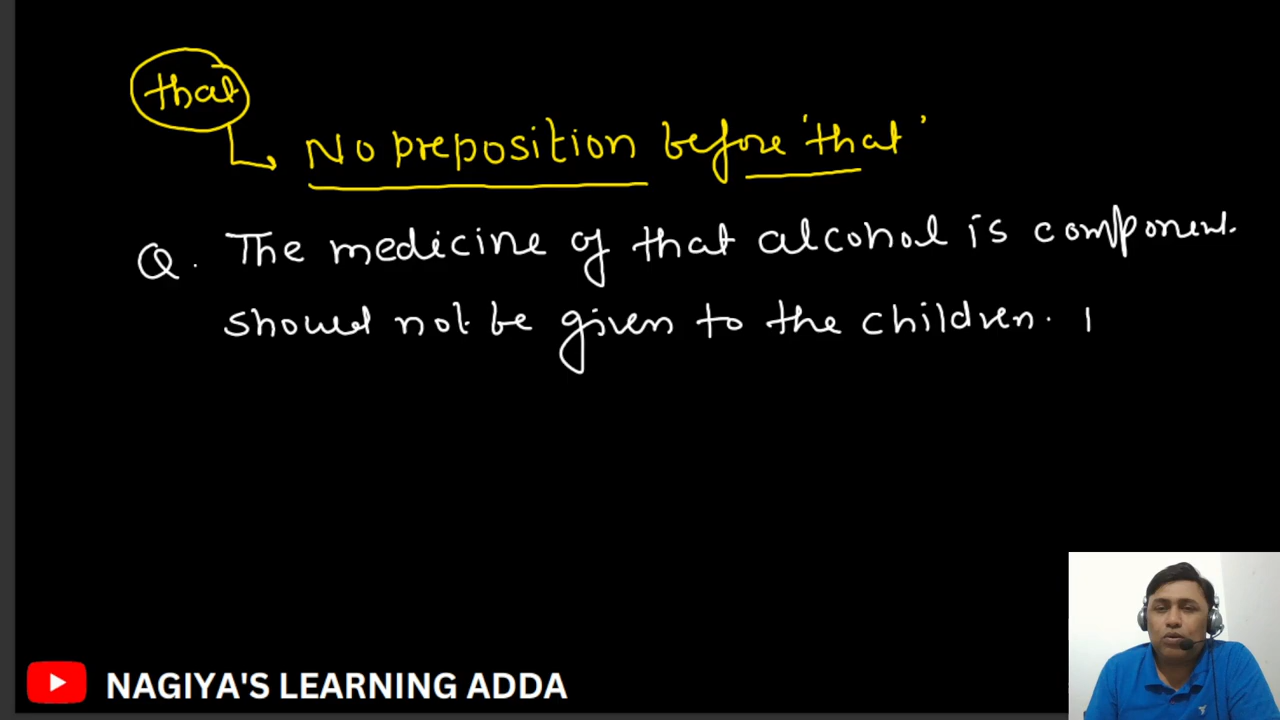 that
No preposition before 'that'
Q. The medicine of that alcohol is component
should not be given to the children. I
NAGIYA'S LEARNING ADDA